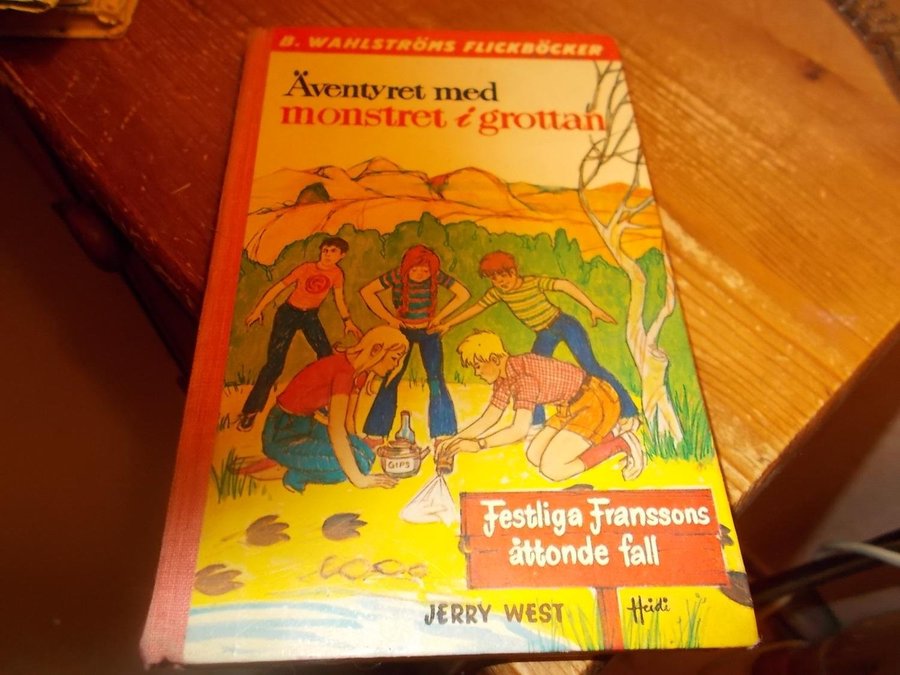 B. WAHLSTRÖMS FLICKBÖCKER
Äventyret med
monstret i grottan
GIPS
Festliga Franssons
åttonde fall
JERRY WEST
Heidi